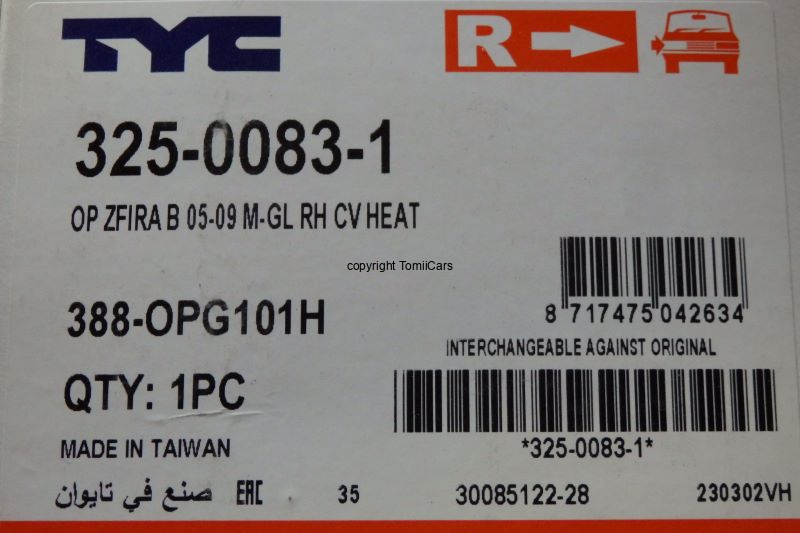 TYC
R
325-0083-1
OP ZFIRA B 05-09 M-GL RH CV HEAT
copyright TomiiCars
388-OPG101H
8 717475 042634
INTERCHANGEABLE AGAINST ORIGINAL
QTY: 1PC
MADE IN TAIWAN
*325-0083-1*
صنع في تايوان EAC 35 30085122-28 230302VH